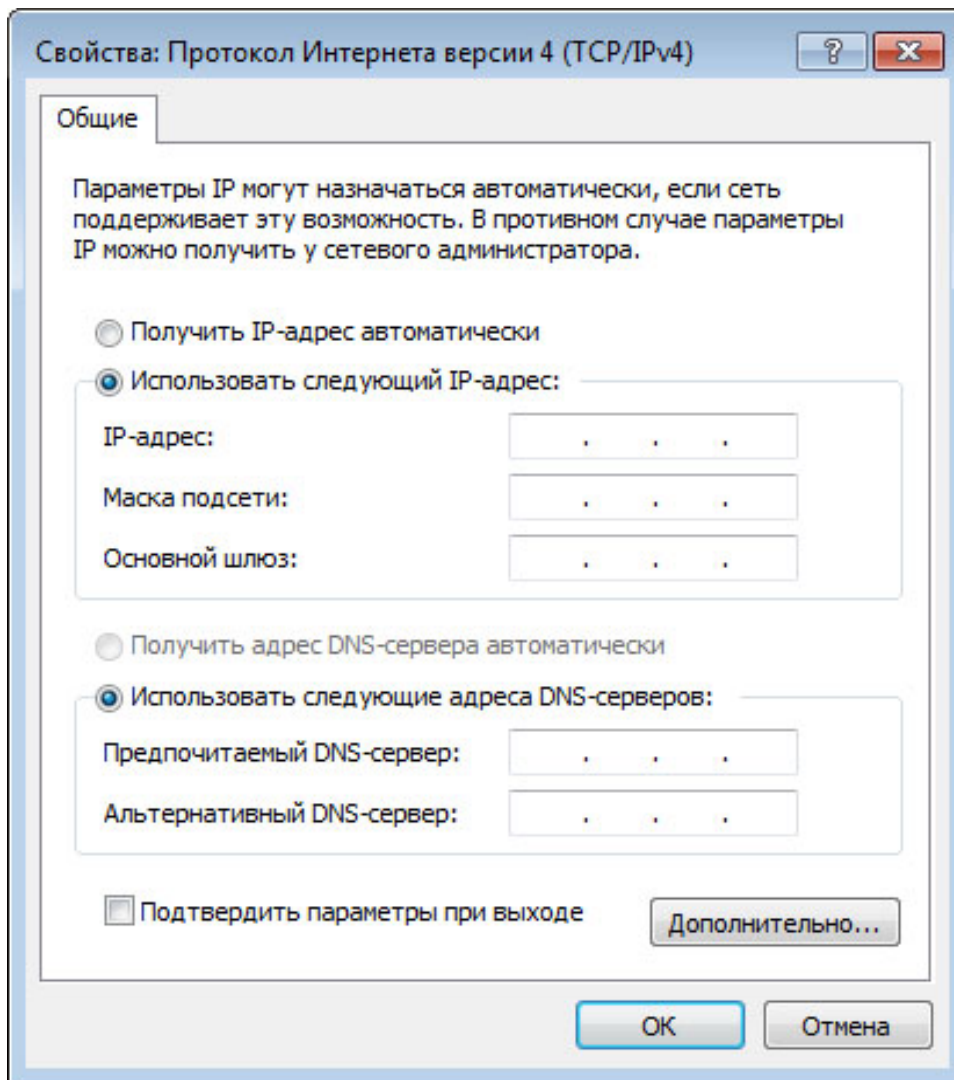 Свойства: Протокол Интернета версии 4 (TCP/IPv4)
Общие
Параметры IP могут назначаться автоматически, если сеть
поддерживает эту возможность. В противном случае параметры
IP можно получить у сетевого администратора.
Получить IP-адрес автоматически
Использовать следующий IP-адрес:
IP-адрес:
Маска подсети:
Основной шлюз:
Получить адрес DNS-сервера автоматически
Использовать следующие адреса DNS-серверов:
Предпочитаемый DNS-сервер:
Альтернативный DNS-сервер:
Подтвердить параметры при выходе
Дополнительно...
ОК
Отмена